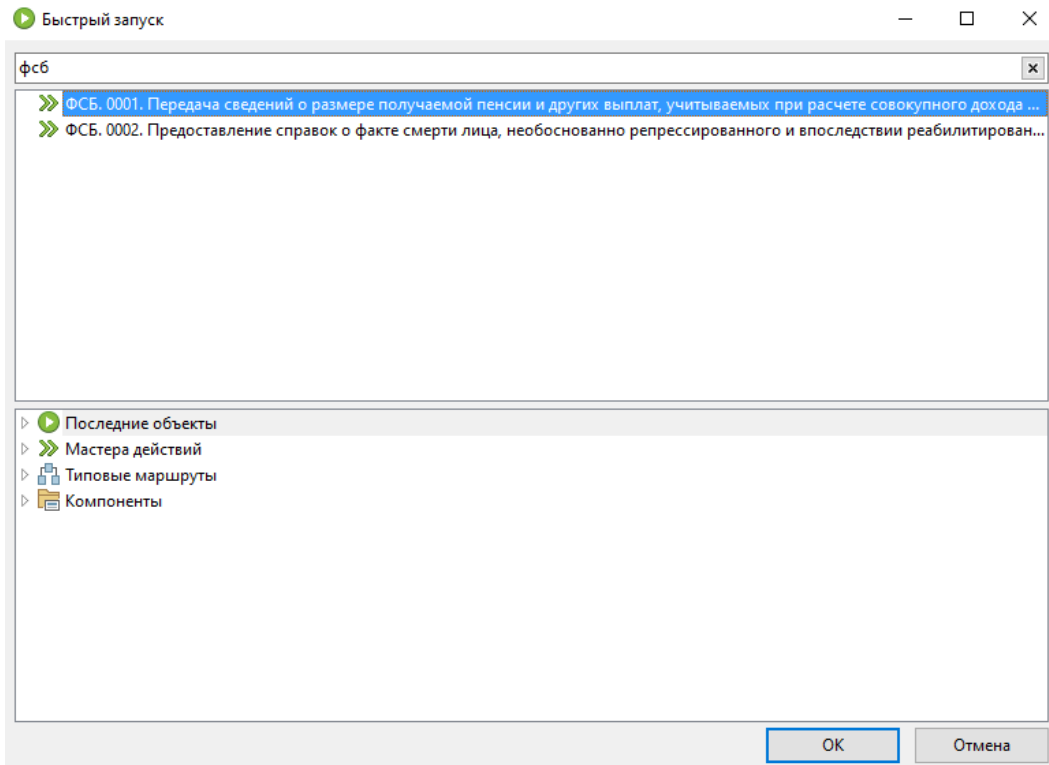 Быстрый запуск
фсб
ФСБ. 0001. Передача сведений о размере получаемой пенсии и других выплат, учитываемых при расчете совокупного дохода ...
ФСБ. 0002. Предоставление справок о факте смерти лица, необоснованно репрессированного и впоследствии реабилитирован...
Последние объекты
Мастера действий
Типовые маршруты
Компоненты
ОК
Отмена